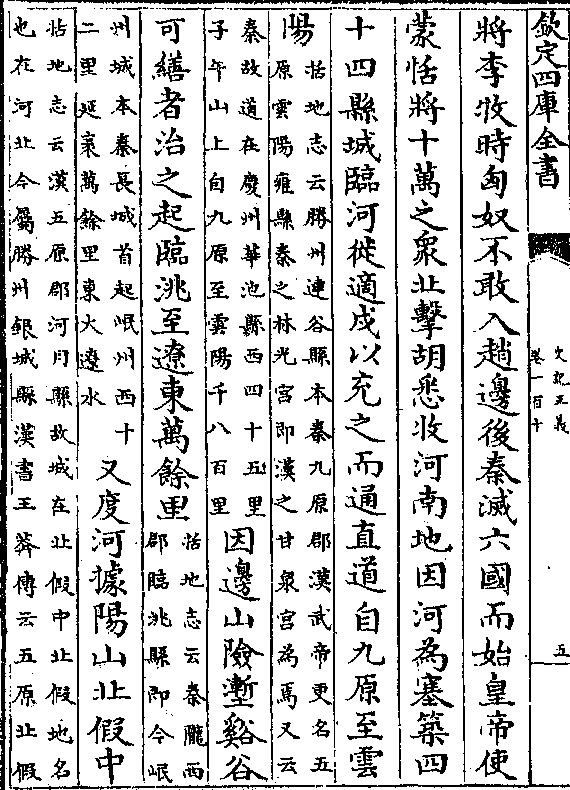 欽定四庫全書
史記正義
卷一百十
五
將李牧時匈奴不敢入趙邊後秦滅六國而始皇帝使
蒙恬將十萬之衆北擊胡悉收河南地因河為塞築四
十四縣城臨河徙適戍以充之而通直道自九原至雲
陽
括地志云勝州連谷縣本秦九原郡漢武帝更名五
原雲陽雍縣秦之林光宮即漢之甘泉宮為焉又云
秦故道在慶州華池縣西四十五里
子午山上自九原至雲陽千八百里
因邊山險塹谿谷
可繕者治之起臨洮至遼東萬餘里
括地志云秦隴西
郡臨洮縣即今岷
州城本秦長城首起岷州西十
二里延袤萬餘里東大遼水
又度河據陽山北假中
括地志云漢五原郡河月縣故城在北假中北假地名
也在河北今屬勝州銀城縣漢書王莽傳云五原北假